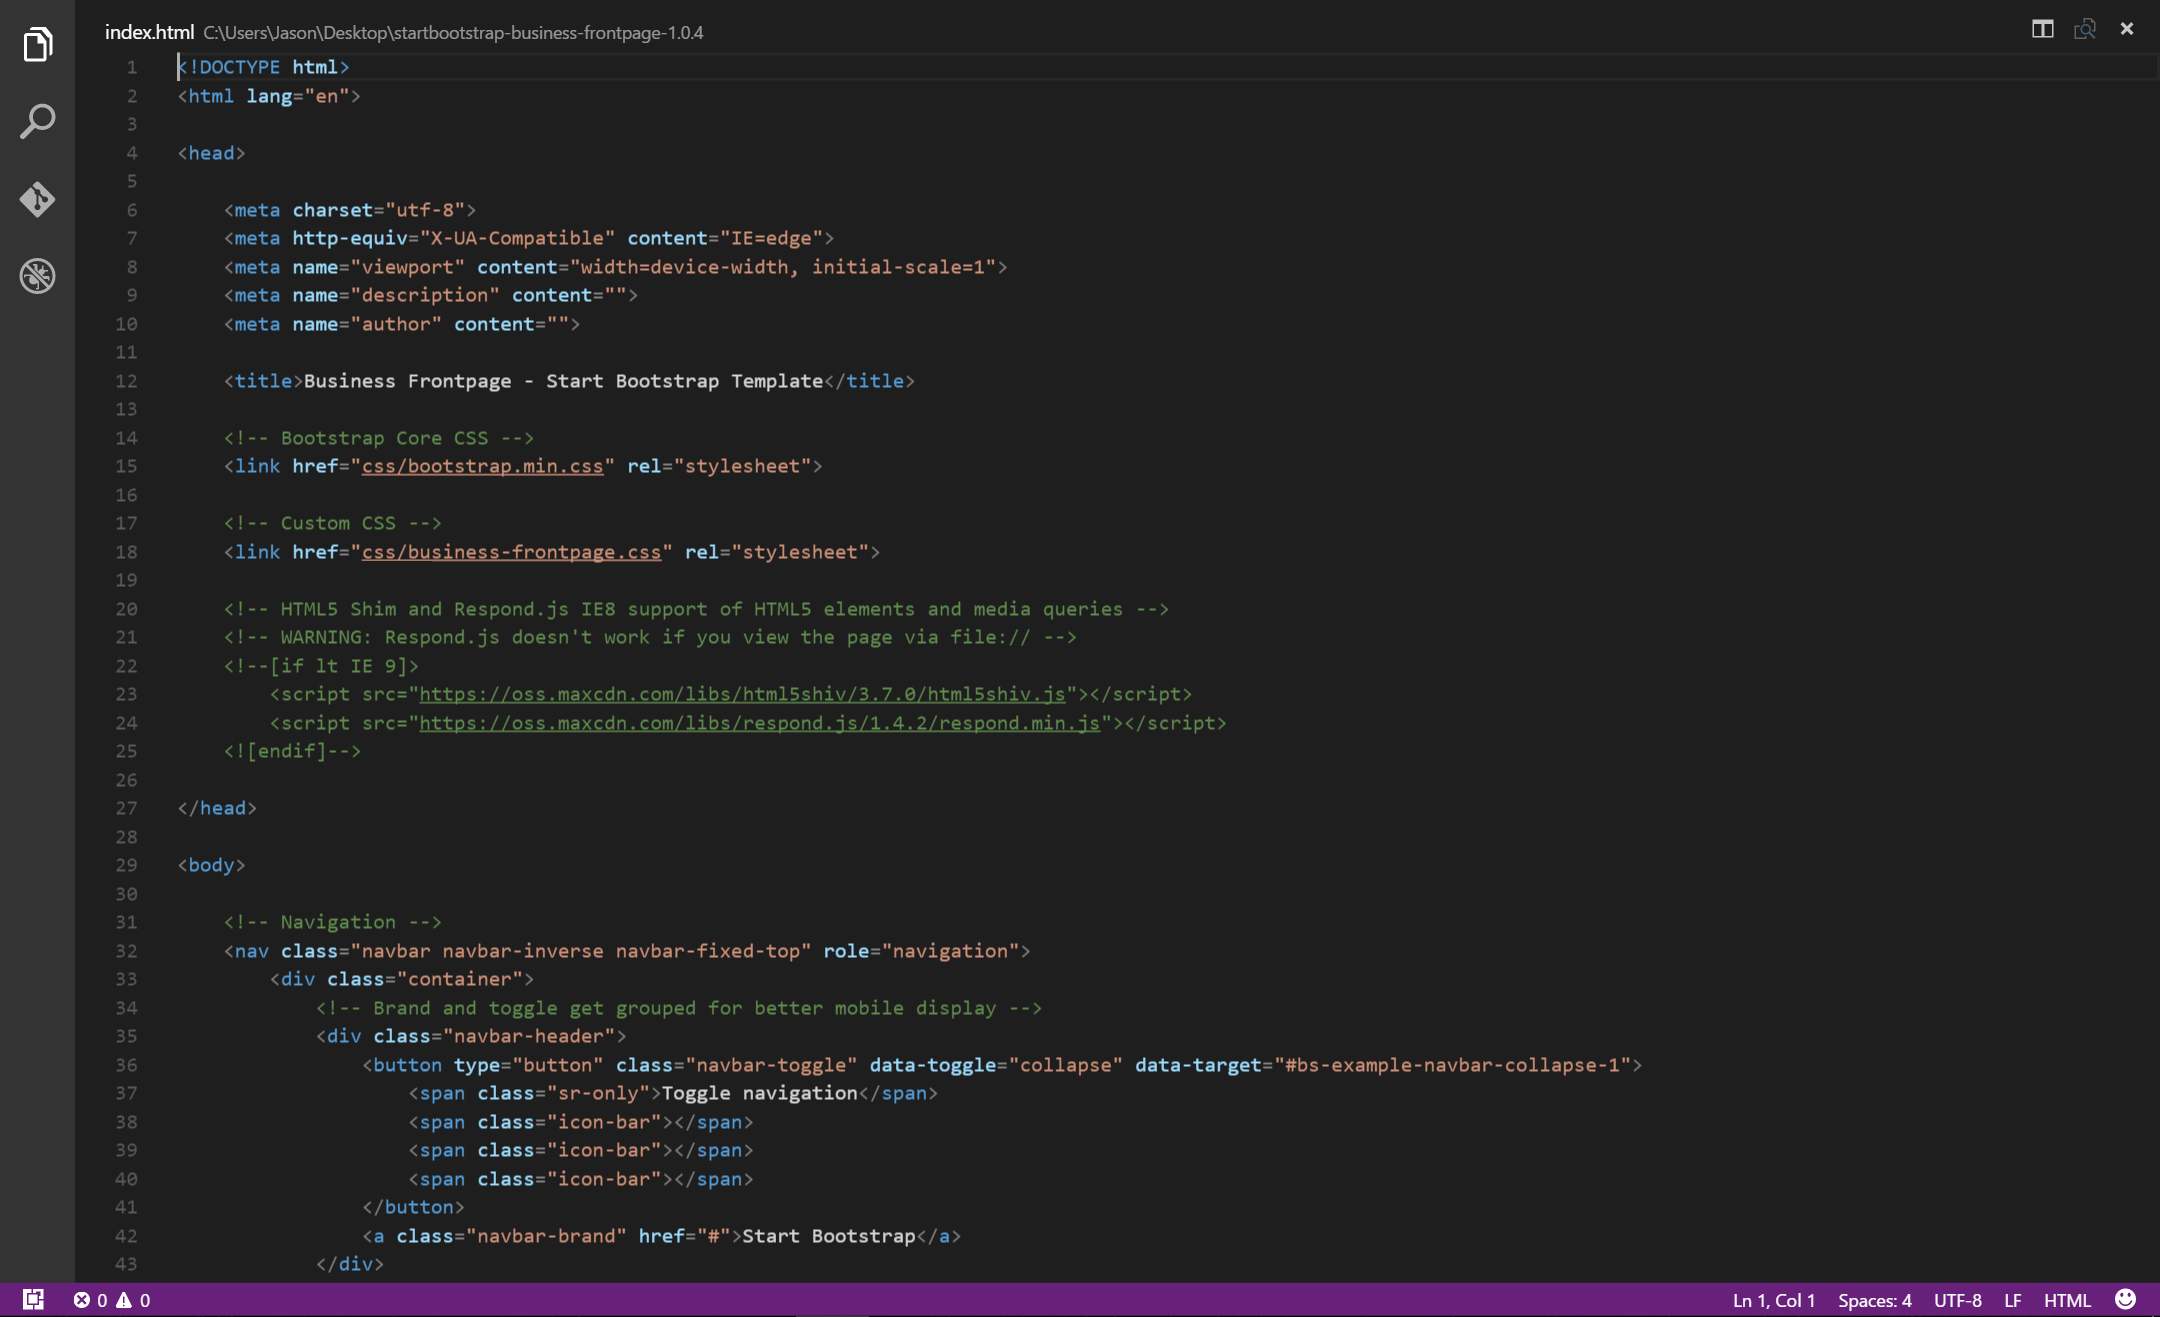 index.html C:\Users\Jason\Desktop\startbootstrap-business-frontpage-1.0.4
1 <!DOCTYPE html>
2 <html lang="en">
3
4 <head>
5
6     <meta charset="utf-8">
7     <meta http-equiv="X-UA-Compatible" content="IE=edge">
8     <meta name="viewport" content="width=device-width, initial-scale=1">
9     <meta name="description" content="">
10     <meta name="author" content="">
11
12     <title>Business Frontpage - Start Bootstrap Template</title>
13
14     <!-- Bootstrap Core CSS -->
15     <link href="css/bootstrap.min.css" rel="stylesheet">
16
17     <!-- Custom CSS -->
18     <link href="css/business-frontpage.css" rel="stylesheet">
19
20     <!-- HTML5 Shim and Respond.js IE8 support of HTML5 elements and media queries -->
21     <!-- WARNING: Respond.js doesn't work if you view the page via file:// -->
22     <!--[if lt IE 9]>
23         <script src="https://oss.maxcdn.com/libs/html5shiv/3.7.0/html5shiv.js"></script>
24         <script src="https://oss.maxcdn.com/libs/respond.js/1.4.2/respond.min.js"></script>
25     <![endif]-->
26
27 </head>
28
29 <body>
30
31     <!-- Navigation -->
32     <nav class="navbar navbar-inverse navbar-fixed-top" role="navigation">
33         <div class="container">
34             <!-- Brand and toggle get grouped for better mobile display -->
35             <div class="navbar-header">
36                 <button type="button" class="navbar-toggle" data-toggle="collapse" data-target="#bs-example-navbar-collapse-1">
37                     <span class="sr-only">Toggle navigation</span>
38                     <span class="icon-bar"></span>
39                     <span class="icon-bar"></span>
40                     <span class="icon-bar"></span>
41                 </button>
42                 <a class="navbar-brand" href="#">Start Bootstrap</a>
43             </div>
0 0 Ln 1, Col 1 Spaces: 4 UTF-8 LF HTML